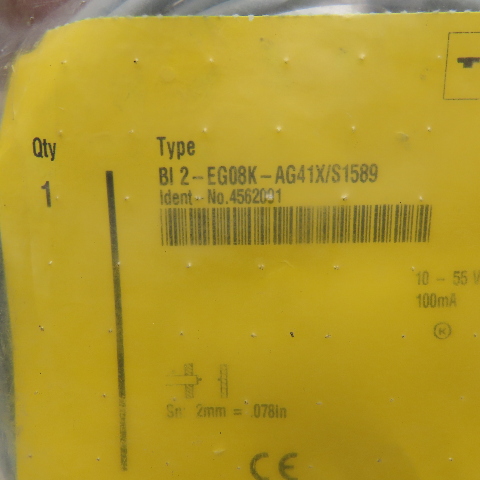 Qty
Type
BI 2-EG08K-AG41X/S1589
1
Ident-No.4562001
10 - 55 V
100mA
K
Sn: 2mm = .078in
CE